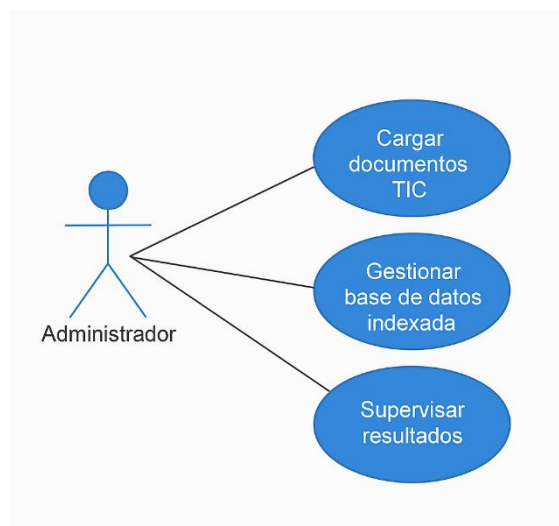 Cargar
documentos
TIC
Gestionar
base de datos
indexada
Administrador
Supervisar
resultados